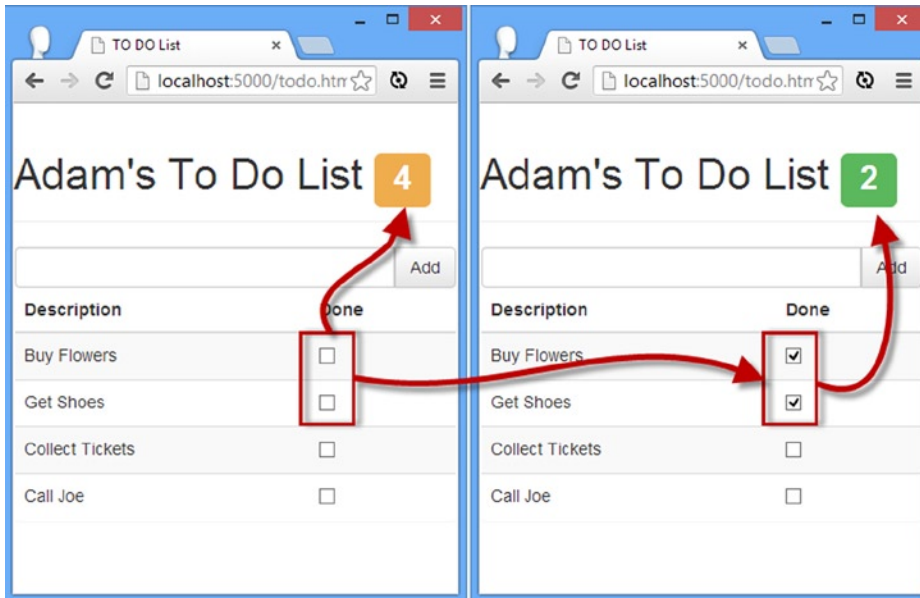 TO DO List
localhost:5000/todo.htm
Adam's To Do List 4
Add
Description Done
Buy Flowers
Get Shoes
Collect Tickets
Call Joe
TO DO List
localhost:5000/todo.htm
Adam's To Do List 2
Add
Description Done
Buy Flowers
Get Shoes
Collect Tickets
Call Joe